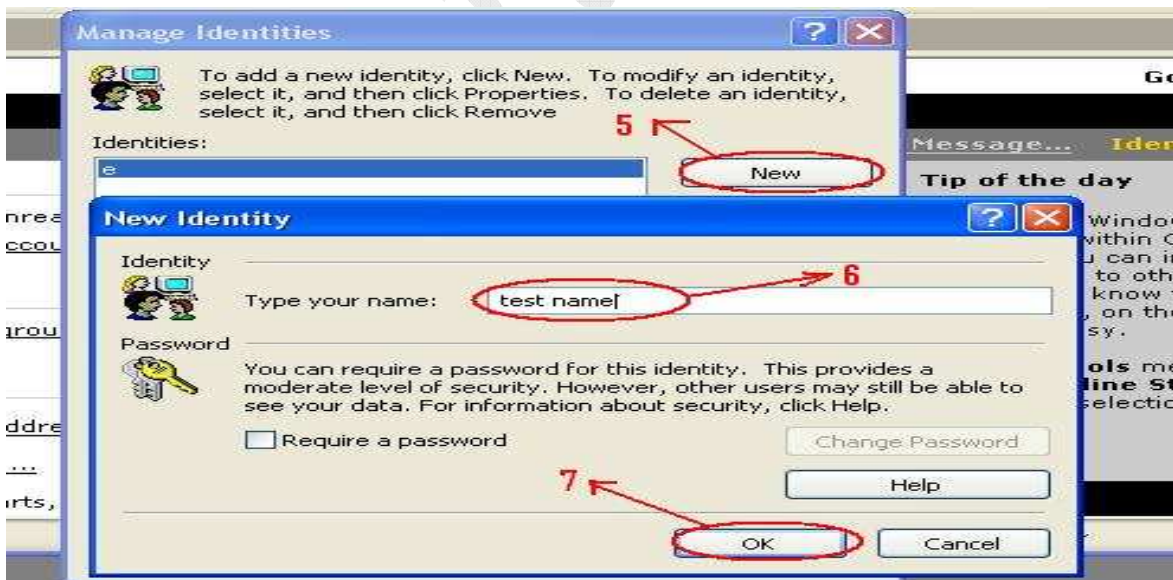 Manage Identities
To add a new identity, click New. To modify an identity,
select it, and then click Properties. To delete an identity,
select it, and then click Remove
5
Identities:
e
New
Message...
Tip of the day
New Identity
Identity
Type your name:
test name
6
Password
You can require a password for this identity. This provides a
moderate level of security. However, other users may still be able to
see your data. For information about security, click Help.
Require a password
Change Password
7
Help
OK
Cancel